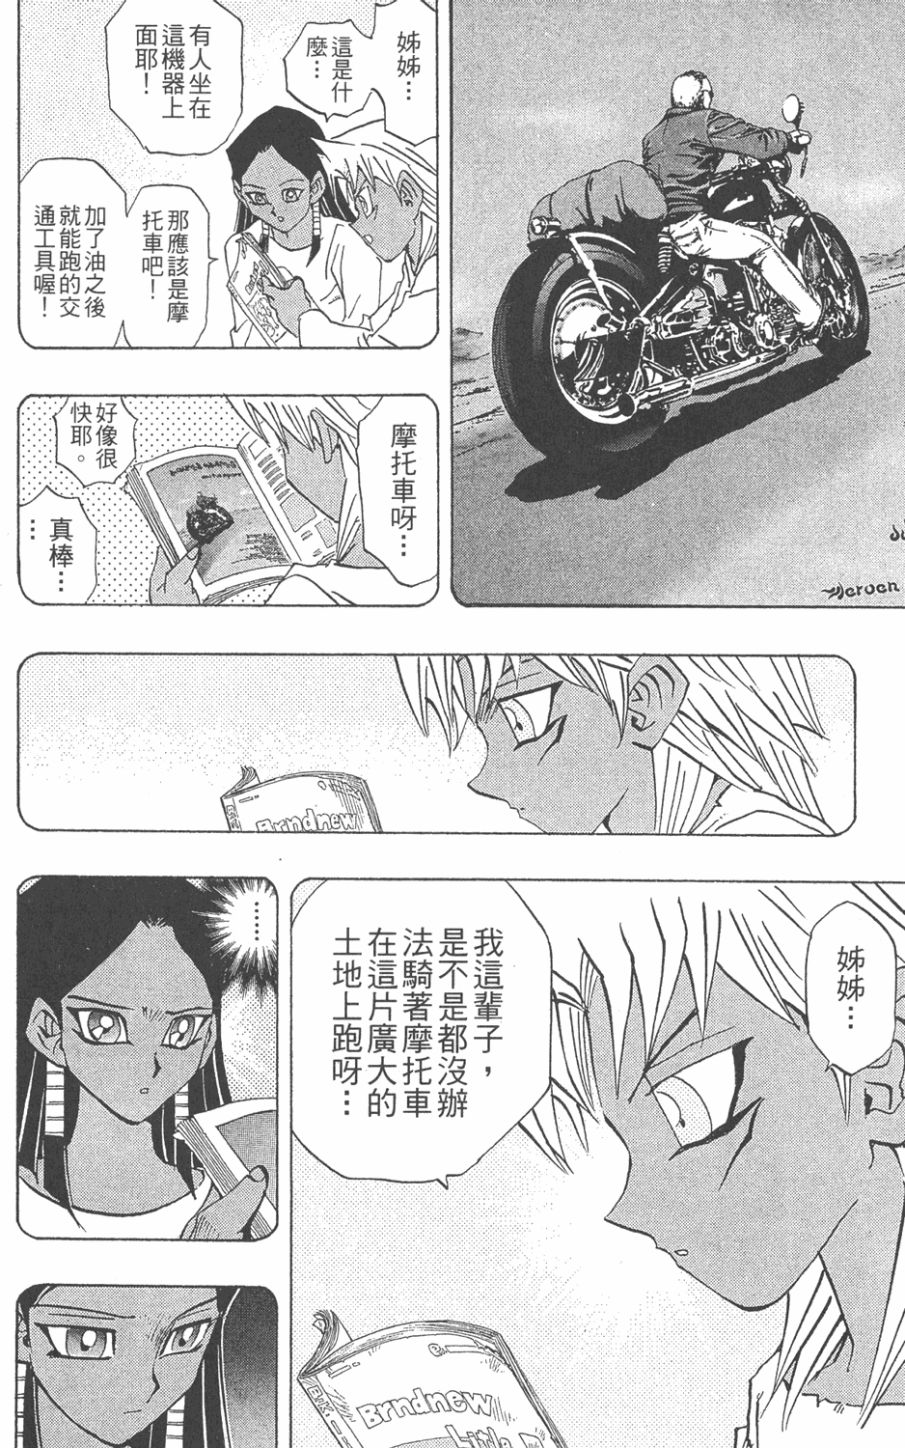 姊姊…
這是什
麼…
有人坐在
這機器上
面耶！
那應該是摩
托車吧！
加了油之後
就能跑的交
通工具喔！
摩托車呀…
好像很
快耶。
真棒…
…
Brndnew
姊姊…
我這輩子，
是不是都沒辦
法騎著摩托車
在這片廣大的
土地上跑呀…
……
Brndnew
Little